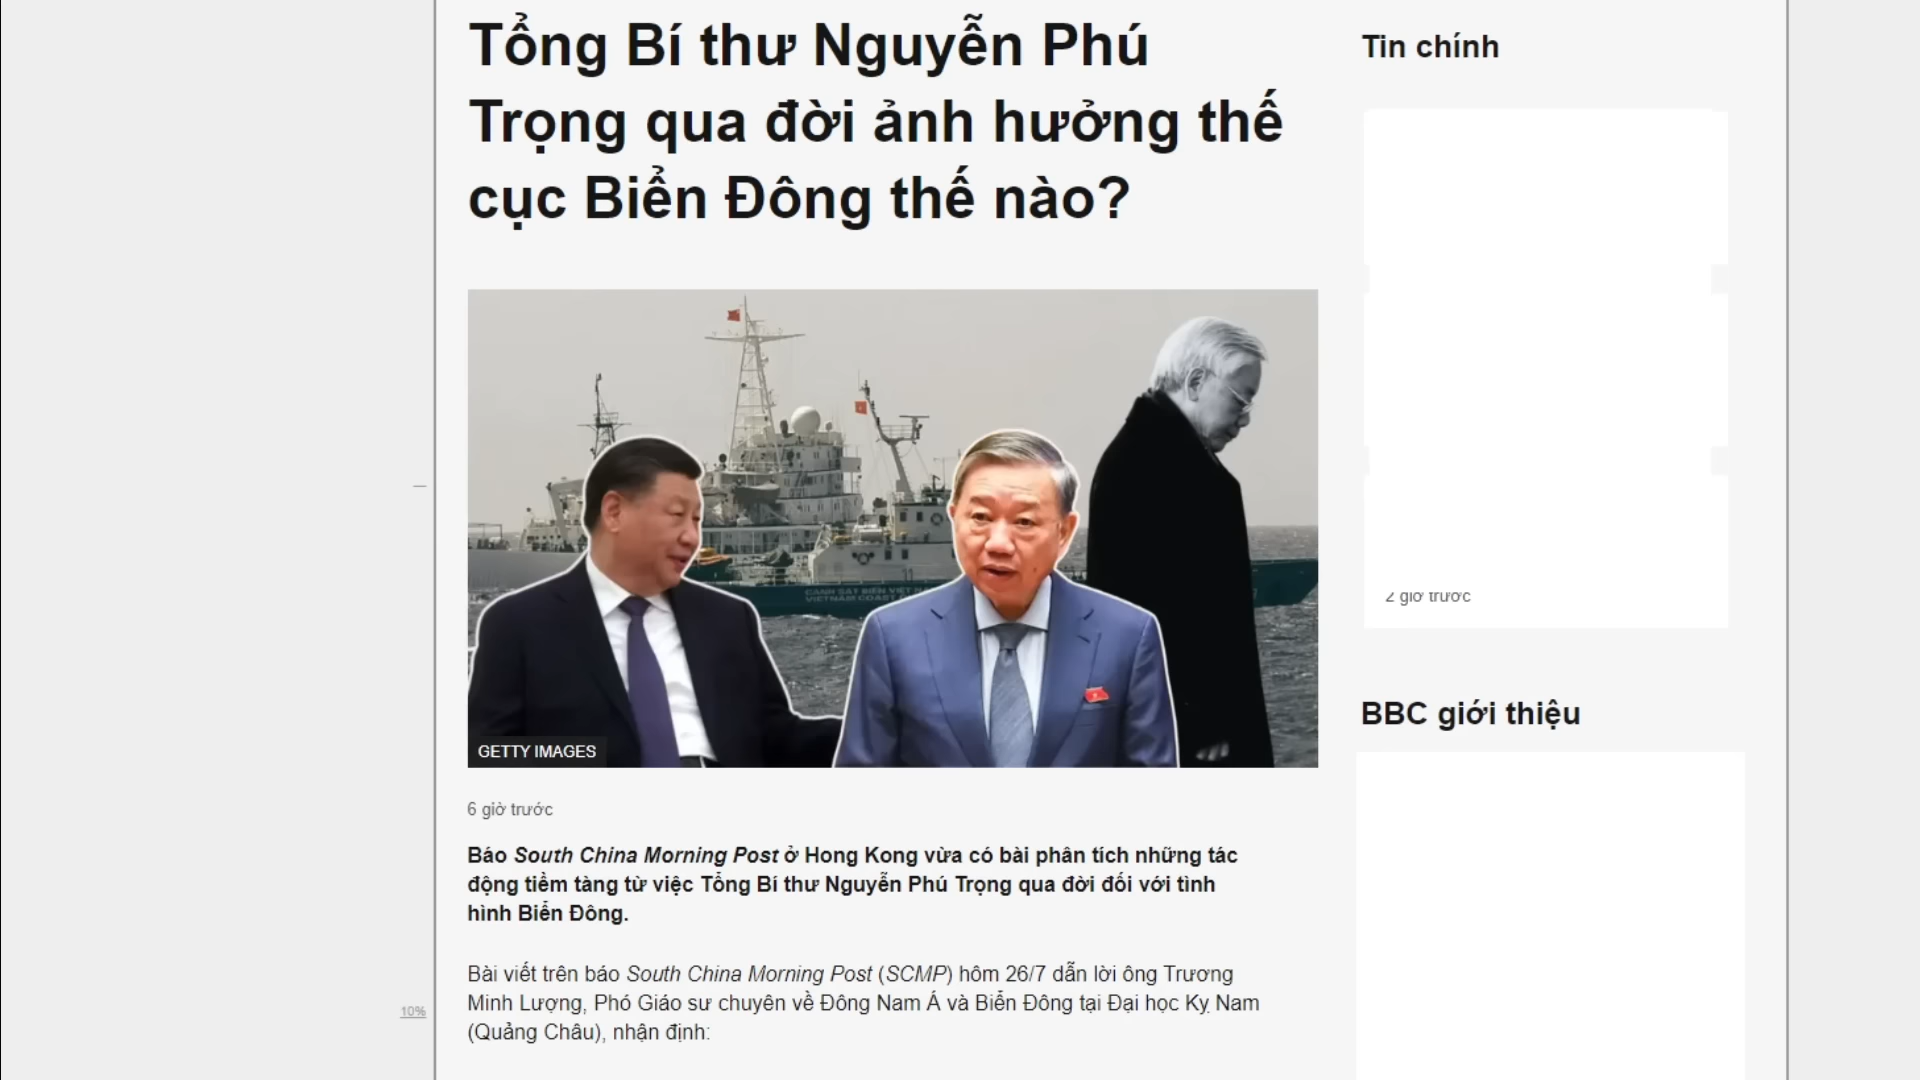 Tổng Bí thư Nguyễn Phú
Trọng qua đời ảnh hưởng thế
cục Biển Đông thế nào?
GETTY IMAGES
6 giờ trước
Báo South China Morning Post ở Hong Kong vừa có bài phân tích những tác
động tiềm tàng từ việc Tổng Bí thư Nguyễn Phú Trọng qua đời đối với tình
hình Biển Đông.
Bài viết trên báo South China Morning Post (SCMP) hôm 26/7 dẫn lời ông Trương
Minh Lượng, Phó Giáo sư chuyên về Đông Nam Á và Biển Đông tại Đại học Kỵ Nam
(Quảng Châu), nhận định:
10%
Tin chính
2 giờ trước
BBC giới thiệu